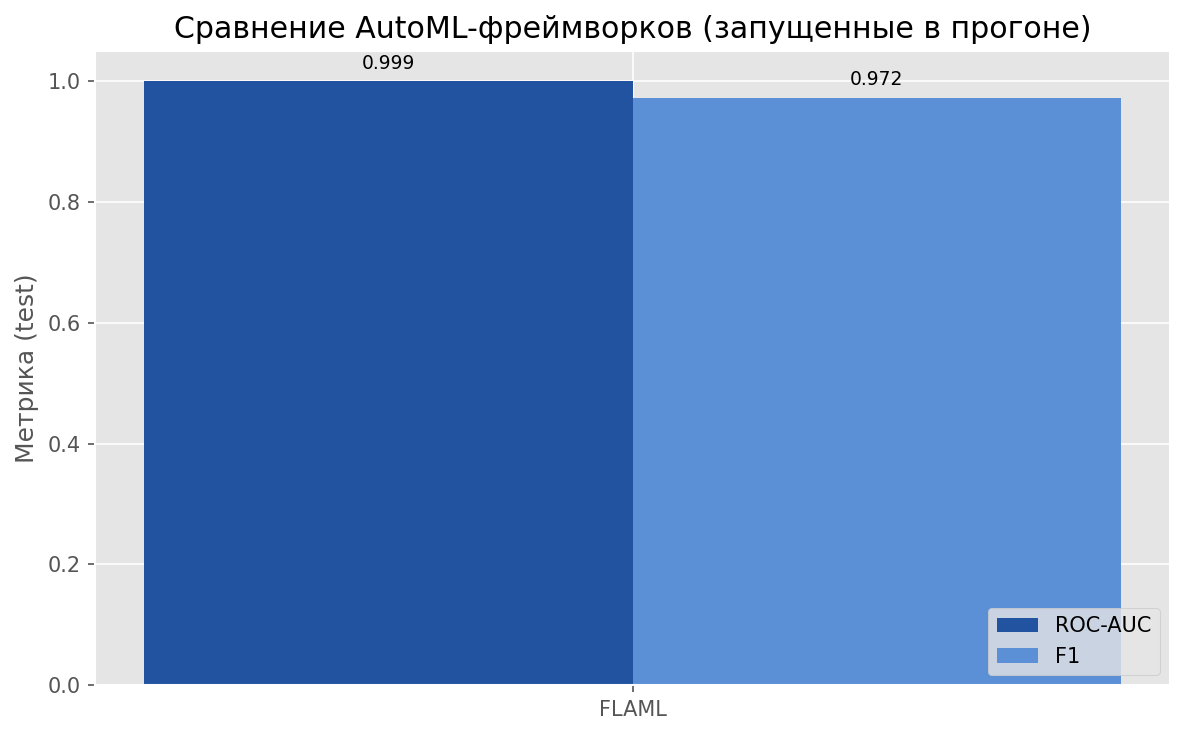 Сравнение AutoML-фреймворков (запущенные в прогоне)
0.999
0.972
1.0
0.8
0.6
0.4
0.2
0.0
Метрика (test)
ROC-AUC
F1
FLAML